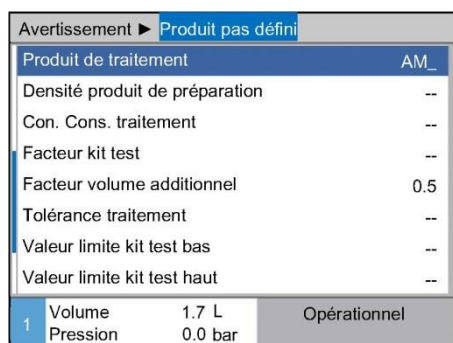 Avertissement ► Produit pas défini
Produit de traitement AM_
Densité produit de préparation --
Con. Cons. traitement --
Facteur kit test --
Facteur volume additionnel 0.5
Tolérance traitement --
Valeur limite kit test bas --
Valeur limite kit test haut --
1 Volume 1.7 L Opérationnel
Pression 0.0 bar